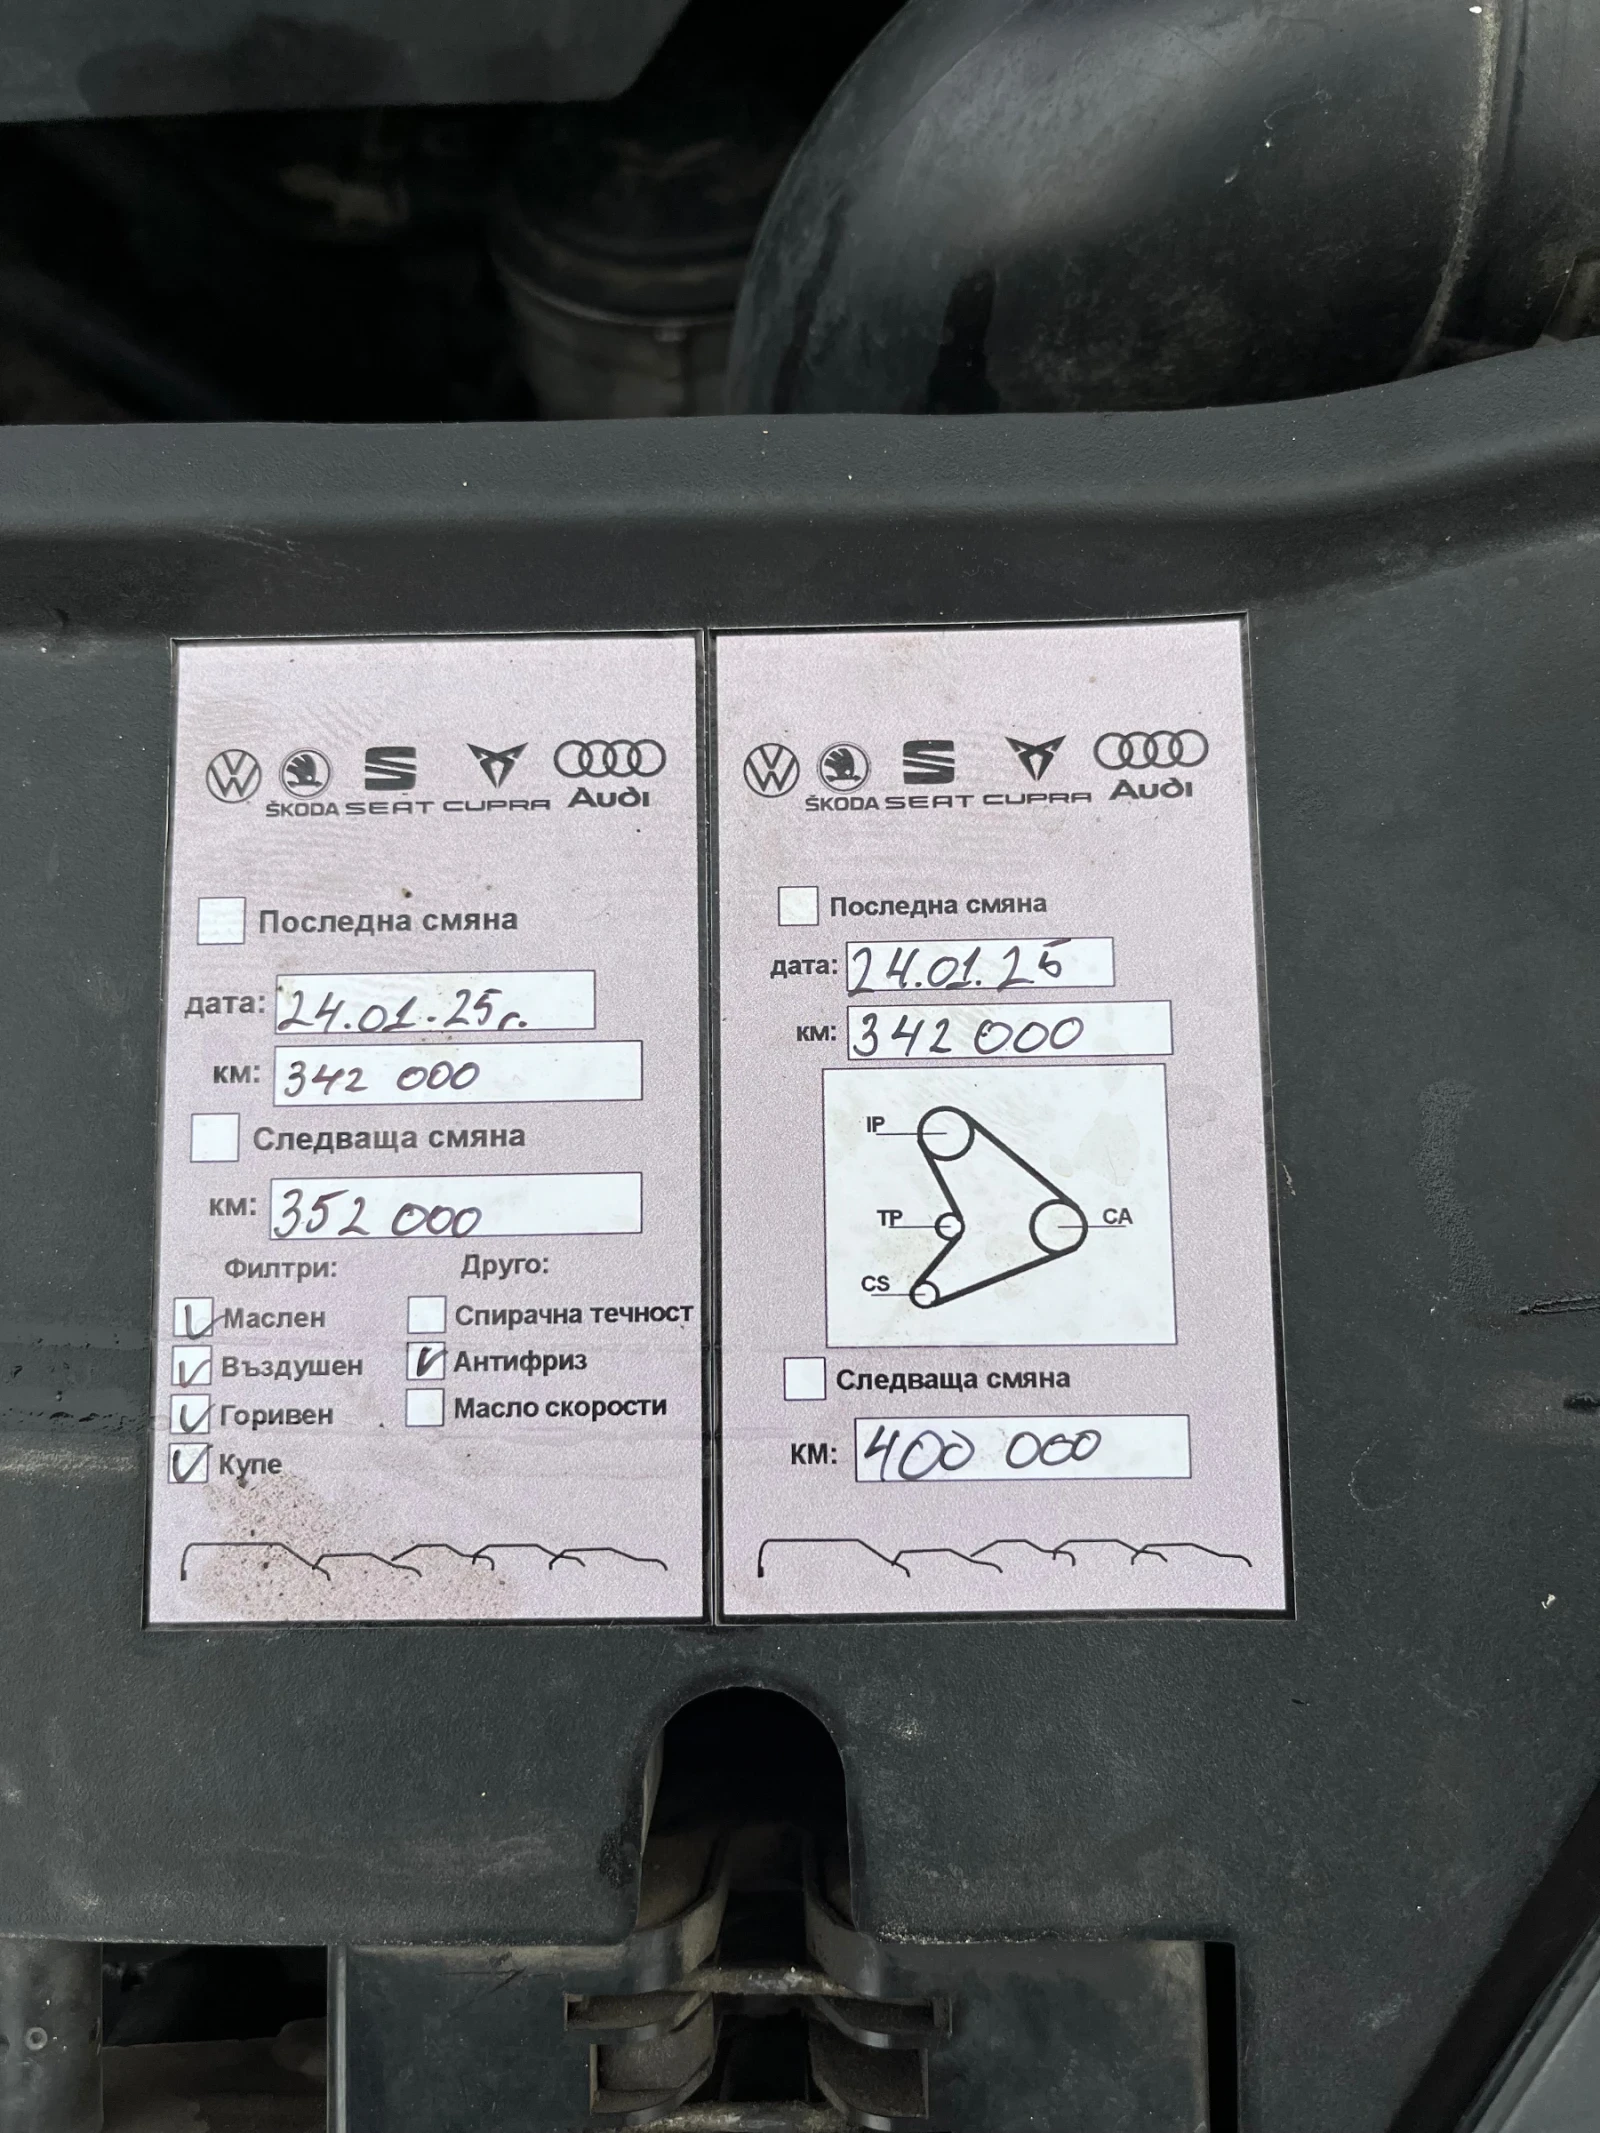 ŠKODA SEAT CUPRA Audi
Последна смяна
дата: 24.01.25г.
км: 342 000
Следваща смяна
км: 352 000
Филтри: Друго:
Маслен Спирачна течност
Въздушен Антифриз
Горивен Масло скорости
Купе
ŠKODA SEAT CUPRA Audi
Последна смяна
дата: 24.01.25
км: 342 000
IP
TP CA
CS
Следваща смяна
КМ: 400 000